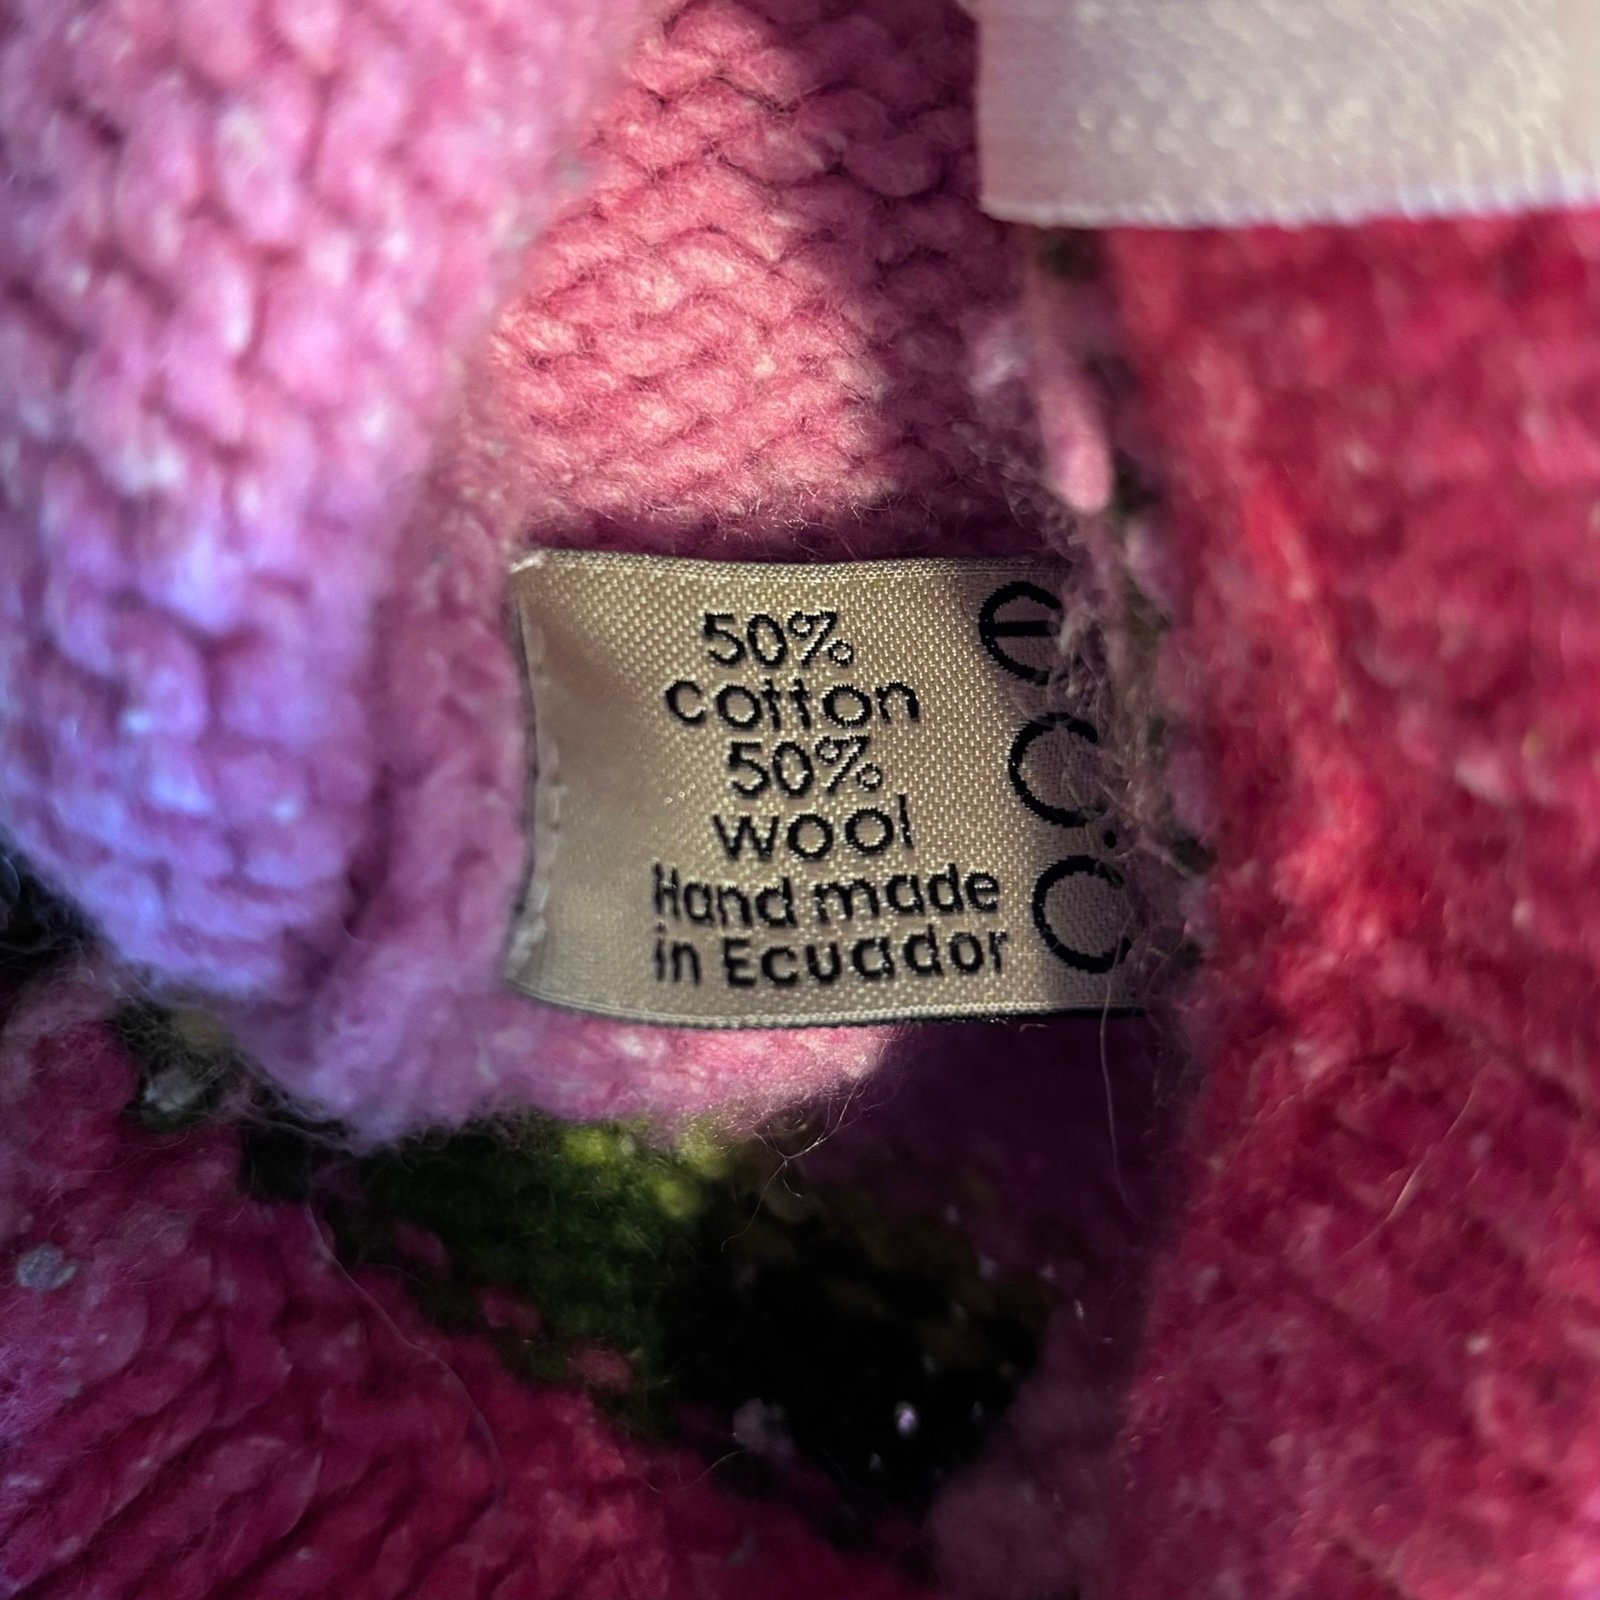 50%
cotton
50%
wool
Hand made
in Ecuador